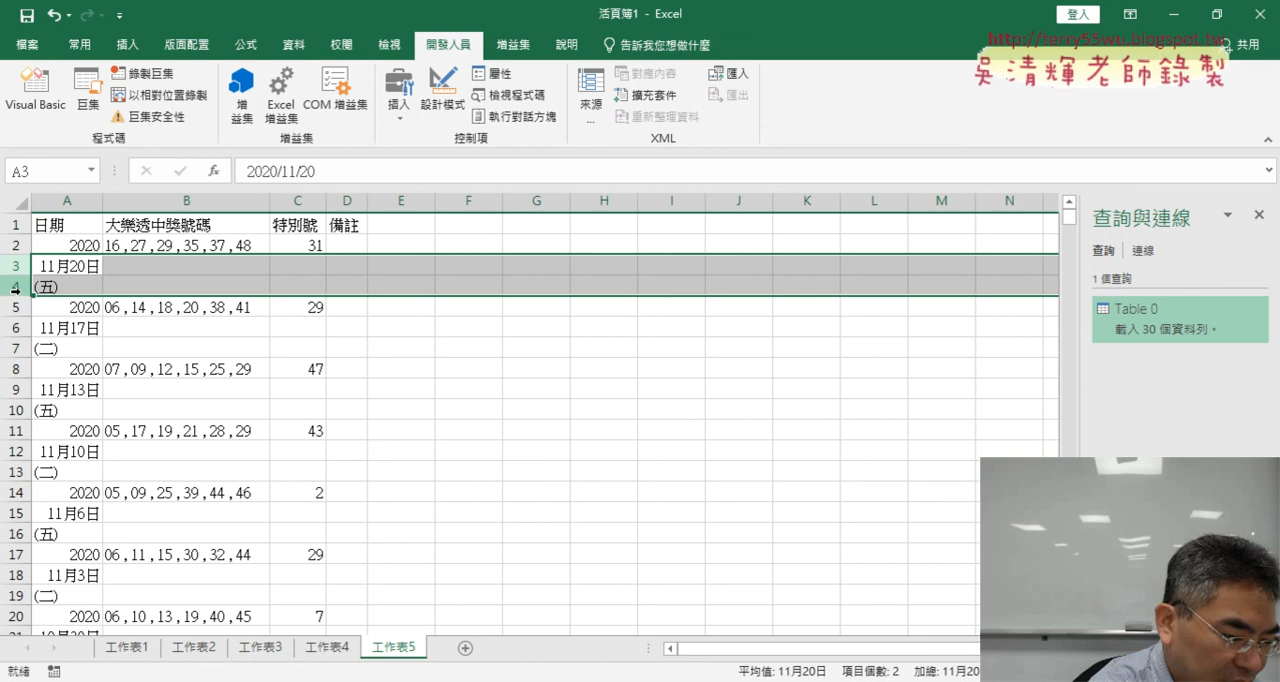 活頁簿1 - Excel
登入
檔案 常用 插入 版面配置 公式 資料 校閱 檢視 開發人員 增益集 說明 告訴我您想做什麼 共用
http://terry55wu.blogspot.tw
吳清輝老師錄製
Visual Basic 巨集 錄製巨集 以相對位置錄製 巨集安全性
程式碼
增益集 Excel 增益集 COM 增益集
增益集
插入 設計模式 屬性 檢視程式碼 執行對話方塊
控制項
來源... 對應內容 擴充套件 重新整理資料 匯入 匯出
XML
A3 fx 2020/11/20
A B C D E F G H I J K L M N
1 日期 大樂透中獎號碼 特別號 備註
2 2020 16,27,29,35,37,48 31
3 11月20日
4 (五)
5 2020 06,14,18,20,38,41 29
6 11月17日
7 (二)
8 2020 07,09,12,15,25,29 47
9 11月13日
10 (五)
11 2020 05,17,19,21,28,29 43
12 11月10日
13 (二)
14 2020 05,09,25,39,44,46 2
15 11月6日
16 (五)
17 2020 06,11,15,30,32,44 29
18 11月3日
19 (二)
20 2020 06,10,13,19,40,45 7
查詢與連線
查詢 連線
1 個查詢
Table 0
載入 30 個資料列。
工作表1 工作表2 工作表3 工作表4 工作表5
就緒 平均值: 11月20日 項目個數: 2 加總: 11月20